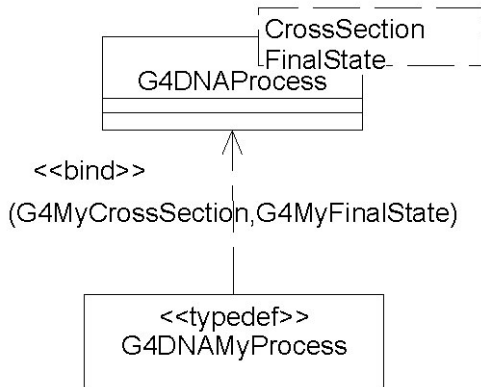 CrossSection
FinalState
G4DNAProcess
<<bind>>
(G4MyCrossSection,G4MyFinalState)
<<typedef>>
G4DNAMyProcess